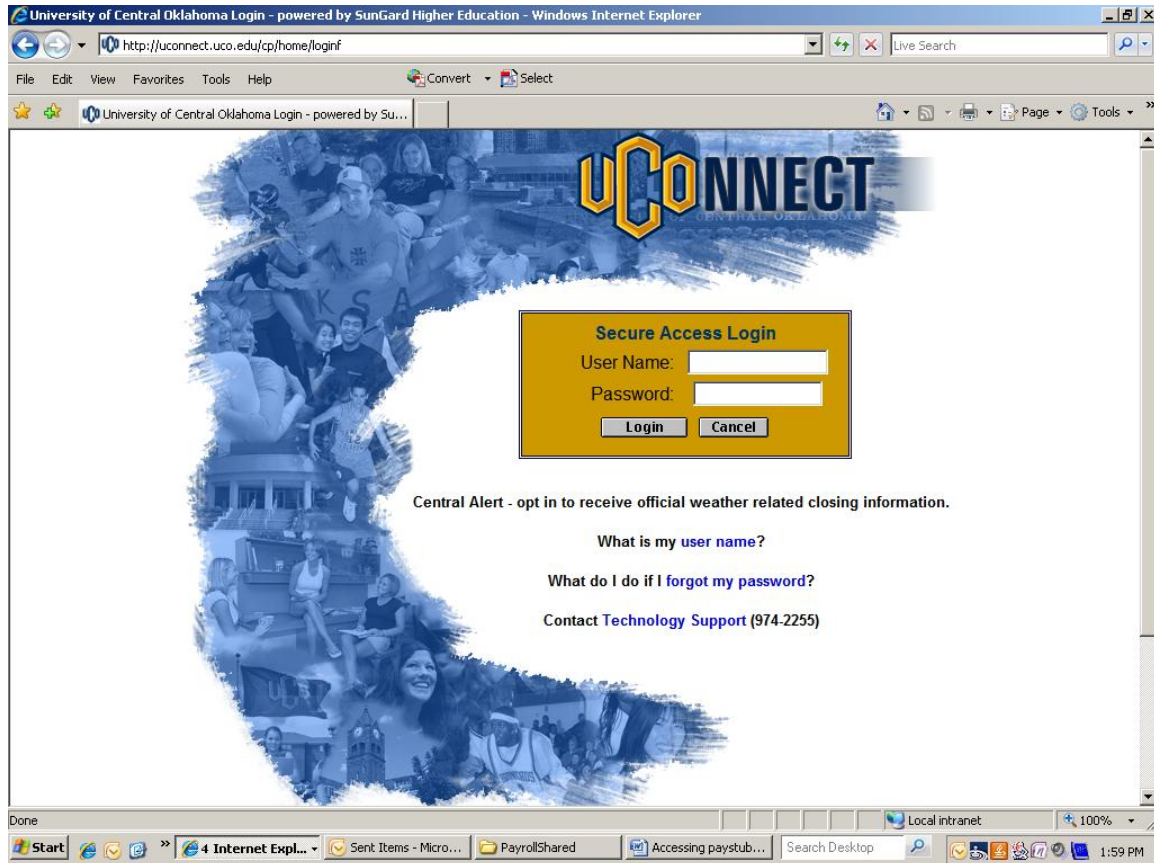 University of Central Oklahoma Login - powered by SunGard Higher Education - Windows Internet Explorer
http://uconnect.uco.edu/cp/home/loginf
Live Search
File Edit View Favorites Tools Help
Convert Select
University of Central Oklahoma Login - powered by Su...
Page Tools
UCONNECT
OF CENTRAL OKLAHOMA
KSA
Secure Access Login
User Name:
Password:
Login Cancel
Central Alert - opt in to receive official weather related closing information.
What is my user name?
What do I do if I forgot my password?
Contact Technology Support (974-2255)
UCO
Done
Local intranet
100%
Start
4 Internet Expl...
Sent Items - Micro...
PayrollShared
Accessing paystub...
Search Desktop
1:59 PM